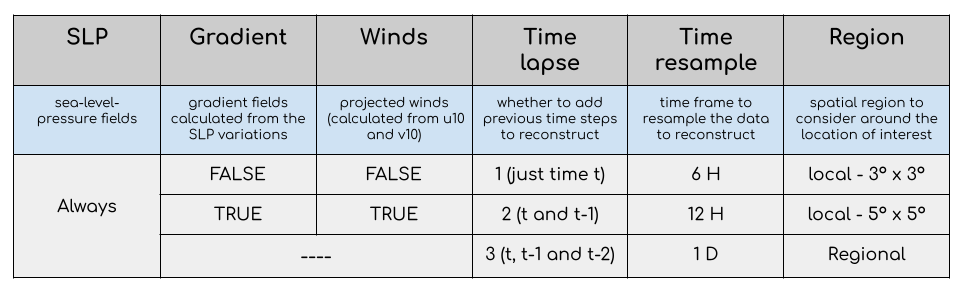 SLP
Gradient
Winds
Time
lapse
Time
resample
Region
sea-level-
pressure fields
gradient fields
calculated from the
SLP variations
projected winds
(calculated from u10
and v10)
whether to add
previous time steps
to reconstruct
time frame to
resample the data
to reconstruct
spatial region to
consider around the
location of interest
Always
FALSE
FALSE
1 (just time t)
6 H
local - 3º x 3º
TRUE
TRUE
2 (t and t-1)
12 H
local - 5º x 5º
----
3 (t, t-1 and t-2)
1 D
Regional